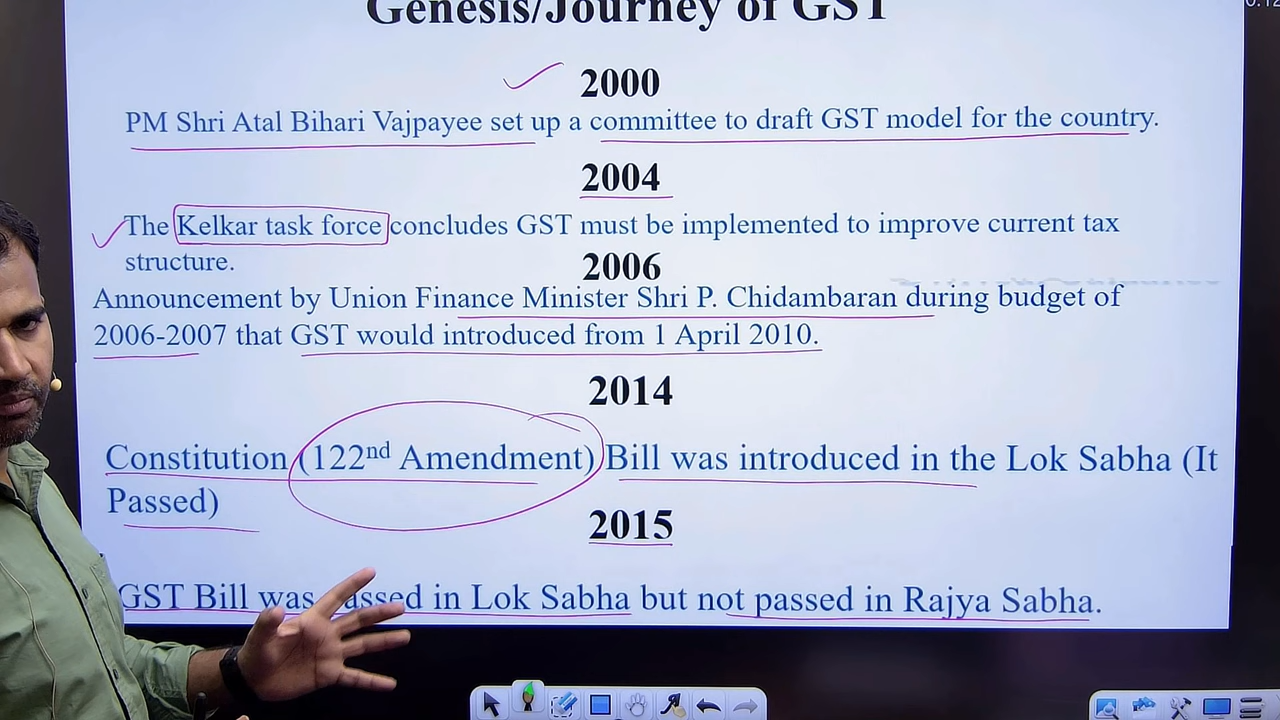 Genesis/Journey of GST
2000
PM Shri Atal Bihari Vajpayee set up a committee to draft GST model for the country.
2004
The Kelkar task force concludes GST must be implemented to improve current tax
structure.
2006
Announcement by Union Finance Minister Shri P. Chidambaran during budget of
2006-2007 that GST would introduced from 1 April 2010.
2014
Constitution (122nd Amendment) Bill was introduced in the Lok Sabha (It
Passed)
2015
GST Bill was passed in Lok Sabha but not passed in Rajya Sabha.